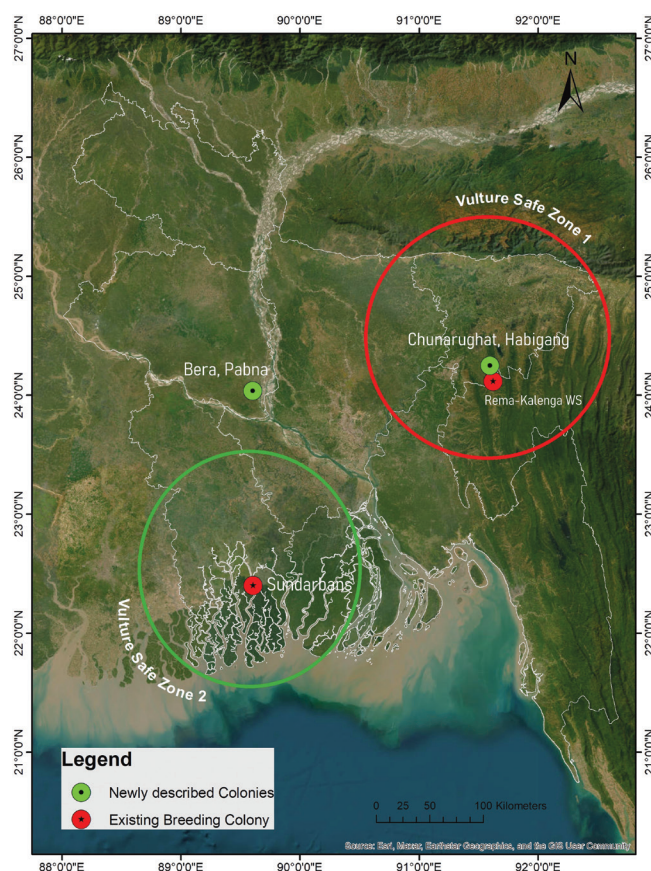 88°0'0"E 89°0'0"E 90°0'0"E 91°0'0"E 92°0'0"E
27°0'0"N 27°0'0"N
N
26°0'0"N 26°0'0"N
Vulture Safe Zone 1
25°0'0"N 25°0'0"N
Chunarughat, Habigang
Bera, Pabna
24°0'0"N 24°0'0"N
Rema-Kalenga WS
23°0'0"N 23°0'0"N
Sundarbans
22°0'0"N 22°0'0"N
Vulture Safe Zone 2
21°0'0"N 21°0'0"N
Legend
Newly described Colonies
Existing Breeding Colony
0 25 50 100 Kilometers
Source: Esri, Maxar, Earthstar Geographics, and the GIS User Community
88°0'0"E 89°0'0"E 90°0'0"E 91°0'0"E 92°0'0"E